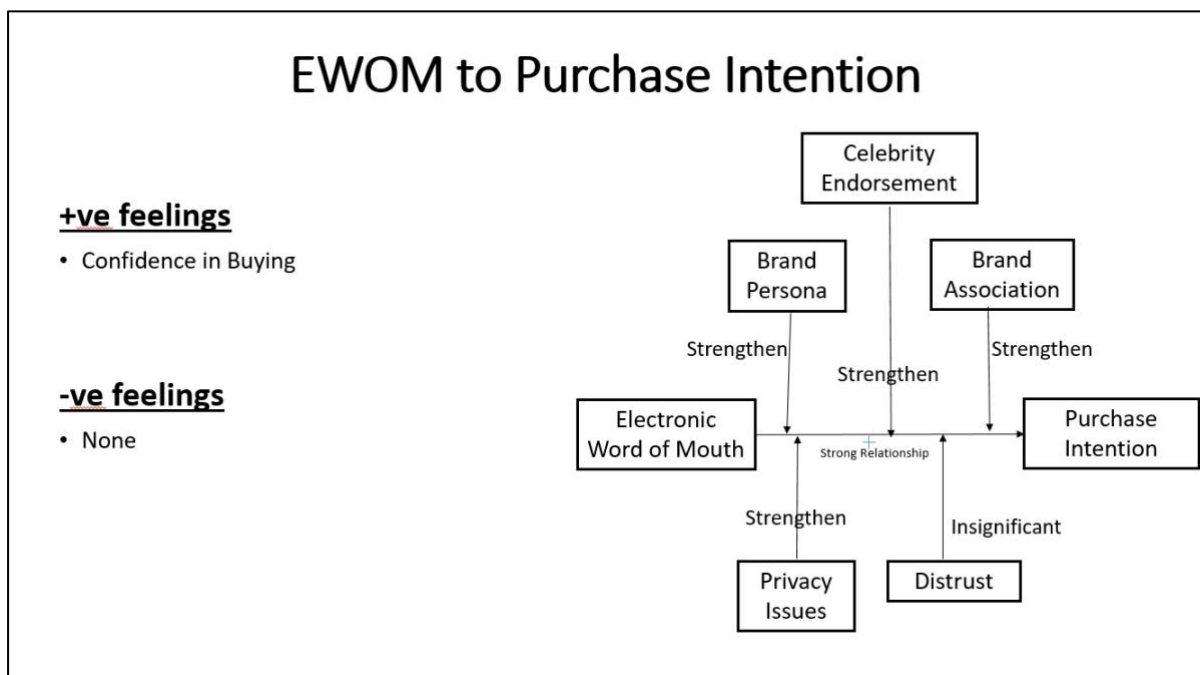 EWOM to Purchase Intention
+ve feelings
• Confidence in Buying
-ve feelings
• None
Celebrity
Endorsement
Brand
Persona
Brand
Association
Strengthen
Strengthen
Strengthen
Electronic
Word of Mouth
Strong Relationship
Purchase
Intention
Strengthen
Insignificant
Privacy
Issues
Distrust